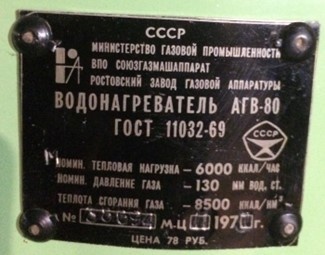 СССР
МИНИСТЕРСТВО ГАЗОВОЙ ПРОМЫШЛЕННОСТИ
ВПО СОЮЗГАЗМАШАППАРАТ
РОСТОВСКИЙ ЗАВОД ГАЗОВОЙ АППАРАТУРЫ
ВОДОНАГРЕВАТЕЛЬ АГВ-80
ГОСТ 11032-69
СССР
НОМИН. ТЕПЛОВАЯ НАГРУЗКА - 6000 ККАЛ/ЧАС
НОМИН. ДАВЛЕНИЕ ГАЗА - 130 ММ ВОД. СТ.
ТЕПЛОТА СГОРАНИЯ ГАЗА - 8500 ККАЛ/НМ³
№ М-Ц 197 г.
ЦЕНА 78 РУБ.